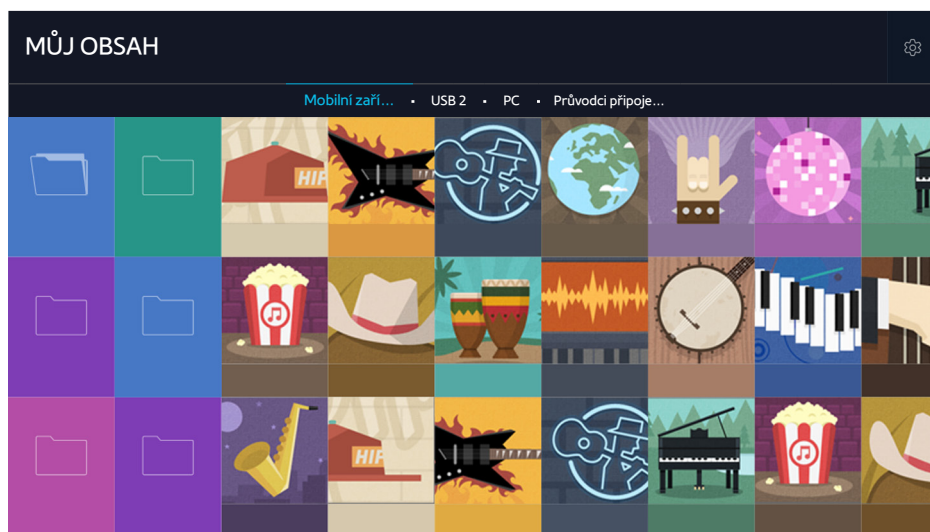 MŮJ OBSAH
Mobilní zaří... • USB 2 • PC • Průvodci připoje...
HIP
HIP